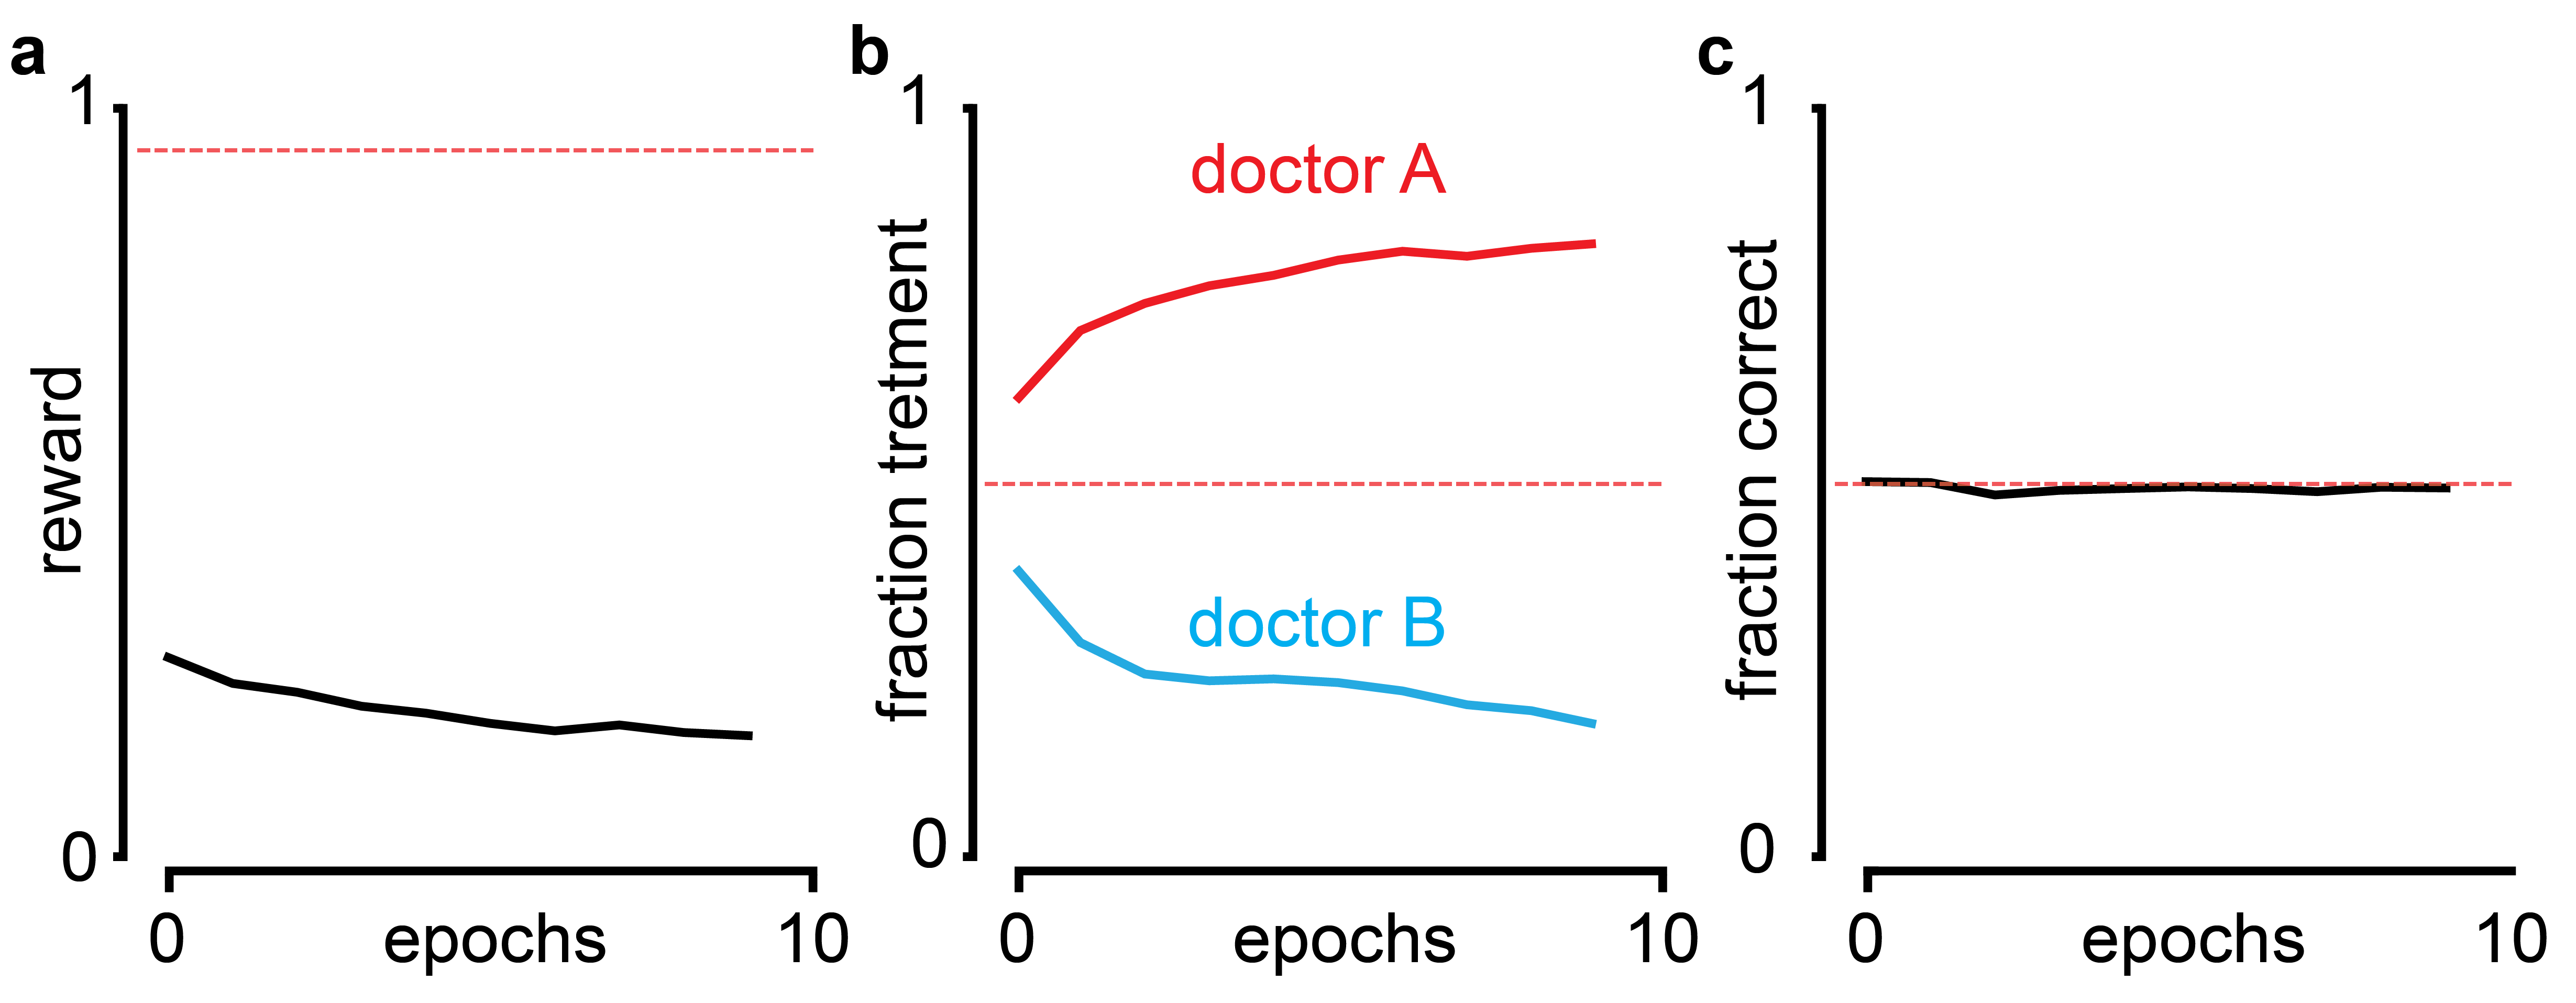 a
1
reward
0
0
epochs
10
b
1
fraction tretment
doctor A
doctor B
0
0
epochs
10
c
1
fraction correct
0
0
epochs
10